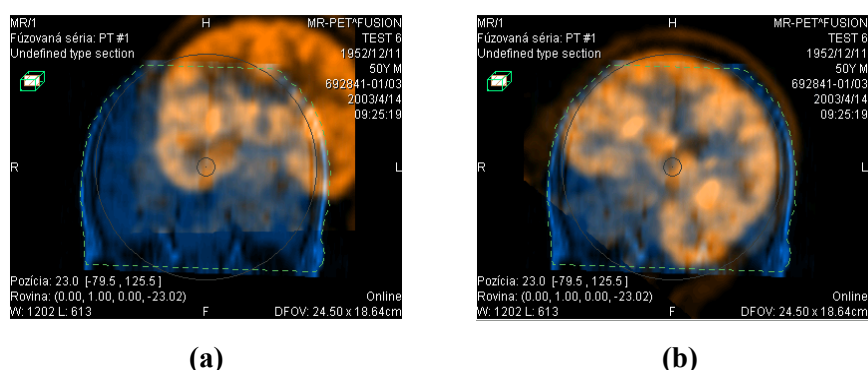 MR/1
H
MR-PET^FUSION
Fúzovaná séria: PT #1
TEST 6
Undefined type section
1952/12/11
50Y M
692841-01/03
2003/4/14
09:25:19
R
L
Pozícia: 23.0 [-79.5 , 125.5 ]
Rovina: (0.00, 1.00, 0.00, -23.02)
Online
W: 1202 L: 613
F
DFOV: 24.50 x 18.64cm
(a)
MR/1
H
MR-PET^FUSION
Fúzovaná séria: PT #1
TEST 6
Undefined type section
1952/12/11
50Y M
692841-01/03
2003/4/14
09:25:19
R
L
Pozícia: 23.0 [-79.5 , 125.5 ]
Rovina: (0.00, 1.00, 0.00, -23.02)
Online
W: 1202 L: 613
F
DFOV: 24.50 x 18.64cm
(b)